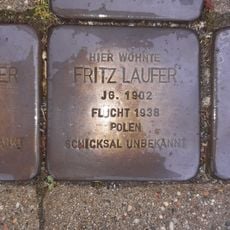 HIER WOHNTE
FRITZ LAUFER
JG. 1902
FLUCHT 1938
POLEN
SCHICKSAL UNBEKANNT